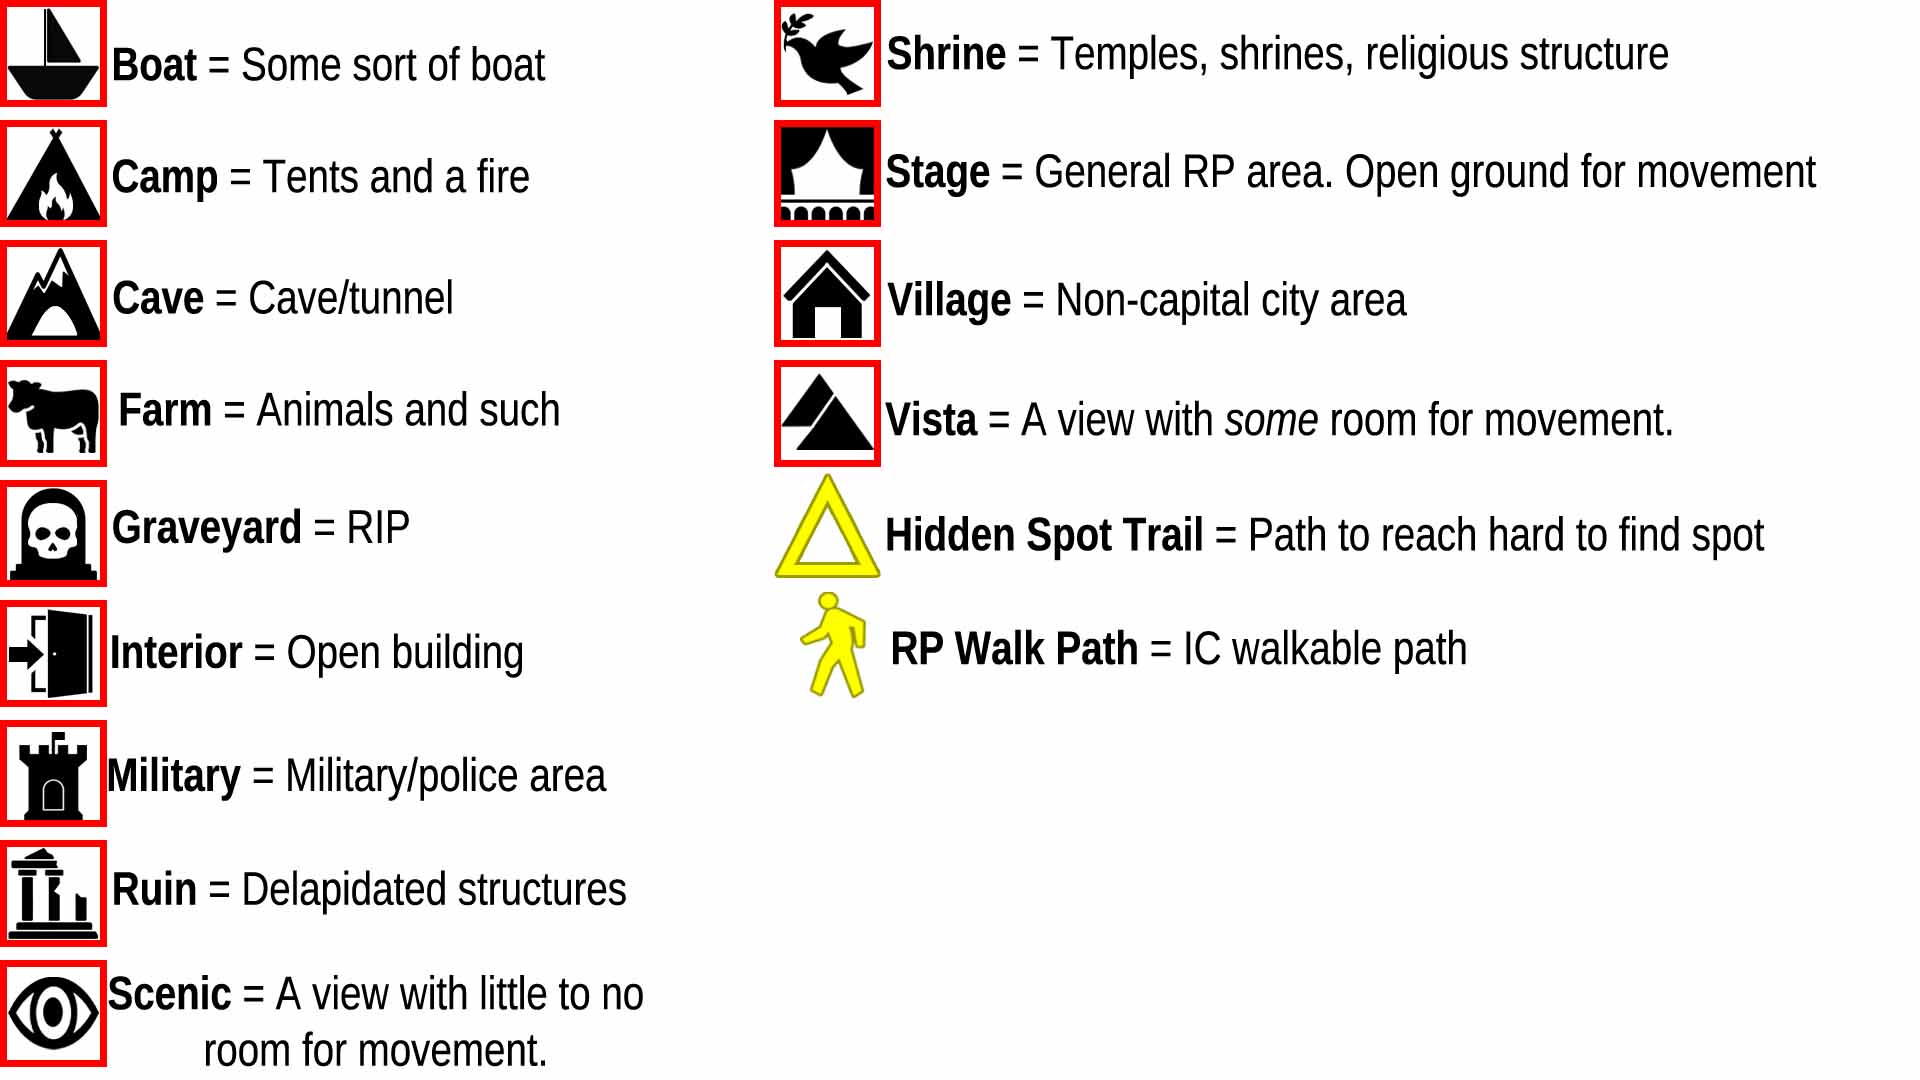 Boat = Some sort of boat
Camp = Tents and a fire
Cave = Cave/tunnel
Farm = Animals and such
Graveyard = RIP
Interior = Open building
Military = Military/police area
Ruin = Delapidated structures
Scenic = A view with little to no
room for movement.
Shrine = Temples, shrines, religious structure
Stage = General RP area. Open ground for movement
Village = Non-capital city area
Vista = A view with some room for movement.
Hidden Spot Trail = Path to reach hard to find spot
RP Walk Path = IC walkable path